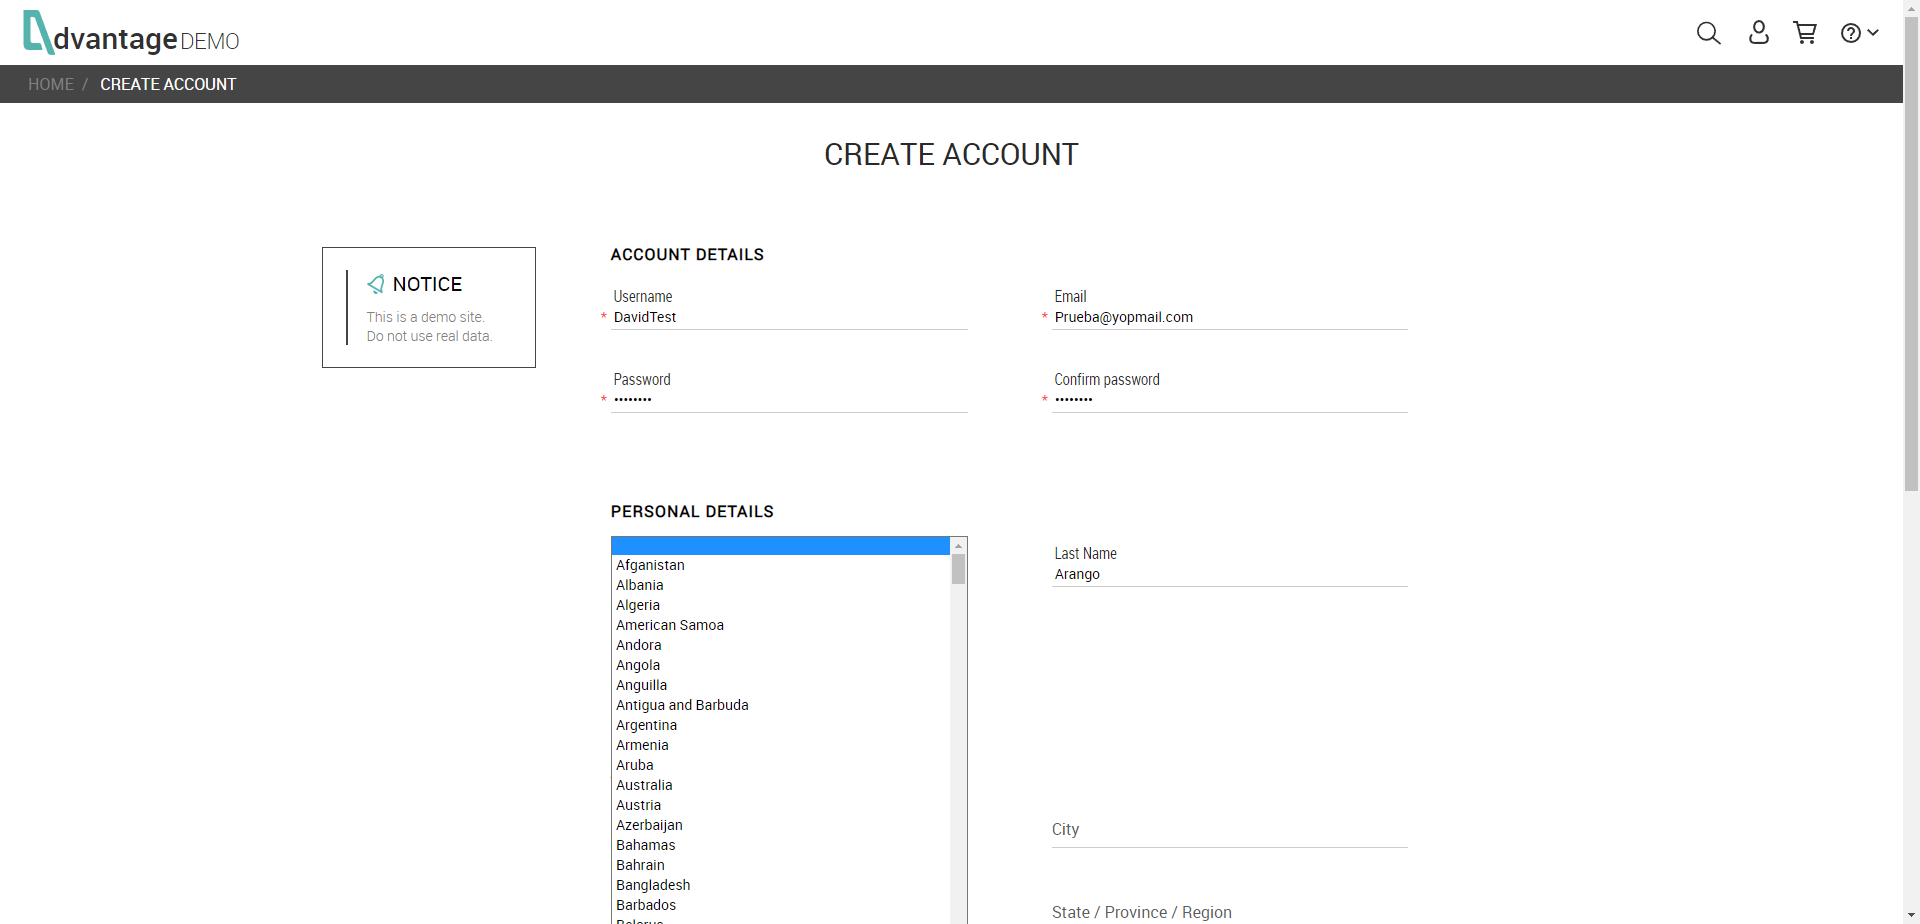 dvantage DEMO
HOME / CREATE ACCOUNT
CREATE ACCOUNT
NOTICE
This is a demo site.
Do not use real data.
ACCOUNT DETAILS
Username
* DavidTest
Email
* Prueba@yopmail.com
Password
* ••••••••
Confirm password
* ••••••••
PERSONAL DETAILS
Afganistan
Albania
Algeria
American Samoa
Andora
Angola
Anguilla
Antigua and Barbuda
Argentina
Armenia
Aruba
Australia
Austria
Azerbaijan
Bahamas
Bahrain
Bangladesh
Barbados
Belarus
Last Name
Arango
City
State / Province / Region